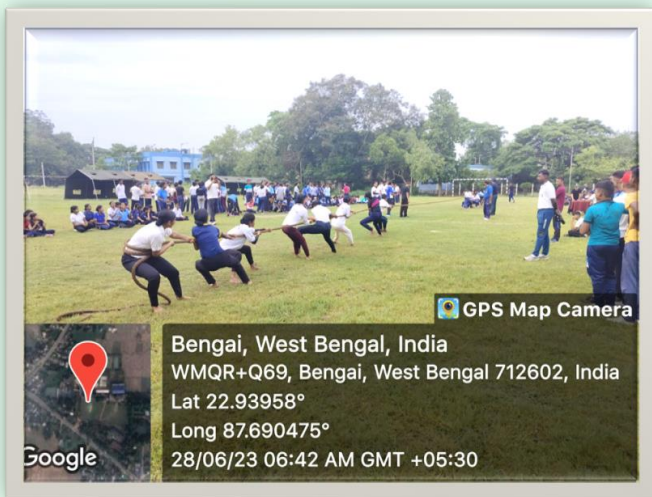 GPS Map Camera
Bengai, West Bengal, India
WMQR+Q69, Bengai, West Bengal 712602, India
Lat 22.93958°
Long 87.690475°
28/06/23 06:42 AM GMT +05:30
Google